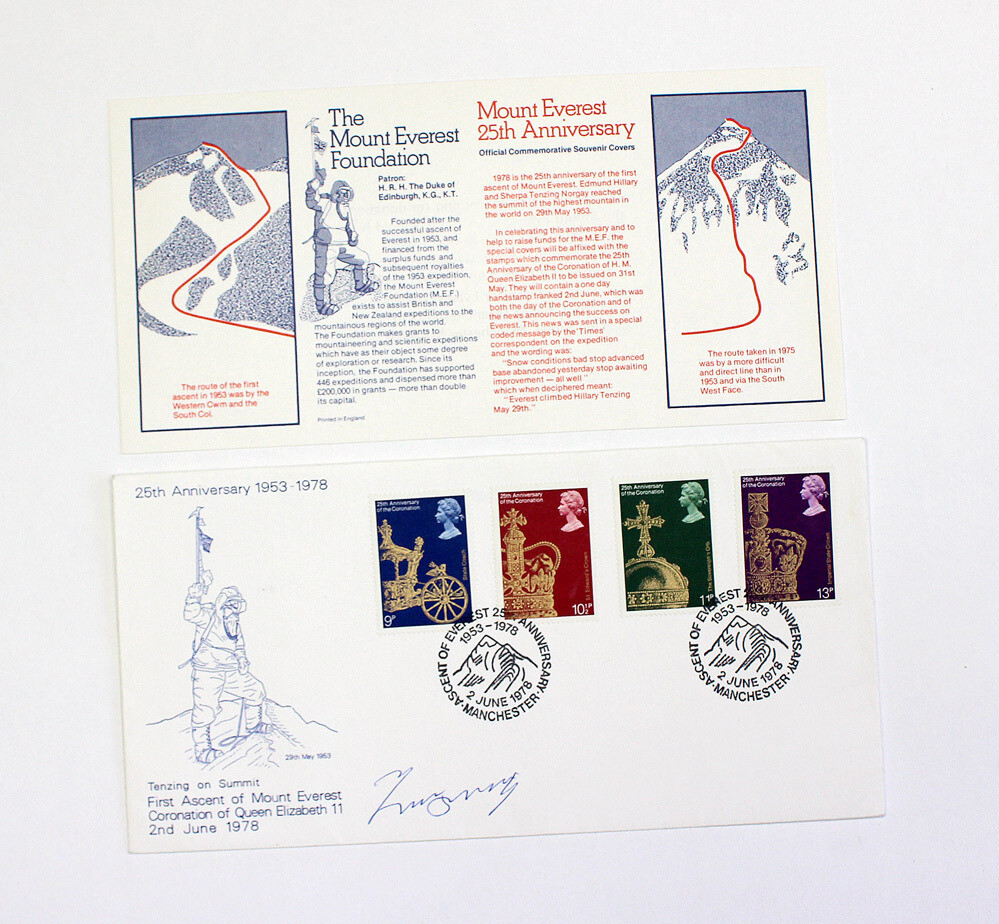 The
Mount Everest
Foundation
Patron:
H. R. H. The Duke of
Edinburgh, K.G., K.T.
Founded after the
successful ascent of
Everest in 1953, and
financed from the
surplus funds and
subsequent royalties
of the 1953 expedition,
the Mount Everest
Foundation (M.E.F.)
exists to assist British and
New Zealand expeditions to the
mountainous regions of the world.
The Foundation makes grants to
mountaineering and scientific expeditions
which have as their object some degree
of exploration or research. Since its
inception, the Foundation has supported
446 expeditions and dispensed more than
£200,000 in grants — more than double
its capital.
Printed in England
The route of the first
ascent in 1953 was by the
Western Cwm and the
South Col.
Mount Everest
25th Anniversary
Official Commemorative Souvenir Covers
1978 is the 25th anniversary of the first
ascent of Mount Everest. Edmund Hillary
and Sherpa Tenzing Norgay reached
the summit of the highest mountain in
the world on 29th May 1953.
In celebrating this anniversary and to
help to raise funds for the M.E.F. the
special covers will be affixed with the
stamps which commemorate the 25th
Anniversary of the Coronation of H. M.
Queen Elizabeth II to be issued on 31st
May. They will contain a one day
handstamp franked 2nd June, which was
both the day of the Coronation and of
the news announcing the success on
Everest. This news was sent in a special
coded message by the 'Times'
correspondent on the expedition
and the wording was:
"Snow conditions bad stop advanced
base abandoned yesterday stop awaiting
improvement — all well"
which when deciphered meant:
"Everest climbed Hillary Tenzing
May 29th."
The route taken in 1975
was by a more difficult
and direct line than in
1953 and via the South
West Face.
25th Anniversary 1953-1978
29th May 1953
Tenzing on Summit
First Ascent of Mount Everest
Coronation of Queen Elizabeth 11
2nd June 1978
25th Anniversary
of the Coronation
State Coach
9P
25th Anniversary
of the Coronation
St. Edward's Crown
10½P
25th Anniversary
of the Coronation
The Sovereign's Orb
11P
25th Anniversary
of the Coronation
Imperial State Crown
13P
ASCENT OF EVEREST 25TH ANNIVERSARY
1953-1978
2 JUNE 1978
MANCHESTER
ASCENT OF EVEREST 25TH ANNIVERSARY
1953-1978
2 JUNE 1978
MANCHESTER